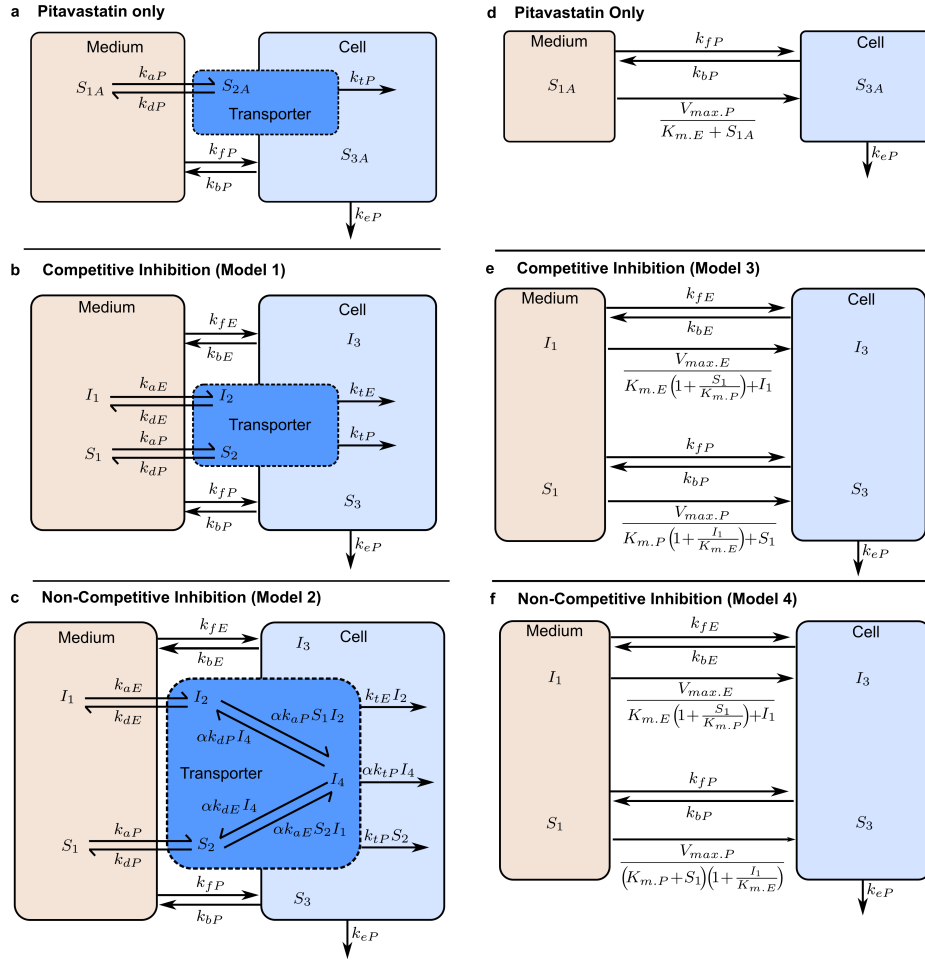 a Pitavastatin only
Medium
Cell
S_{1A}
k_{aP}
k_{dP}
S_{2A}
Transporter
k_{tP}
S_{3A}
k_{fP}
k_{bP}
k_{eP}
b Competitive Inhibition (Model 1)
Medium
Cell
k_{fE}
k_{bE}
I_3
I_1
k_{aE}
k_{dE}
I_2
k_{tE}
Transporter
S_1
k_{aP}
k_{dP}
S_2
k_{tP}
k_{fP}
k_{bP}
S_3
k_{eP}
c Non-Competitive Inhibition (Model 2)
Medium
Cell
k_{fE}
k_{bE}
I_3
I_1
k_{aE}
k_{dE}
I_2
k_{tE}I_2
αk_{aP}S_1I_2
αk_{dP}I_4
Transporter
I_4
αk_{tP}I_4
αk_{dE}I_4
αk_{aE}S_2I_1
S_1
k_{aP}
k_{dP}
S_2
k_{tP}S_2
k_{fP}
k_{bP}
S_3
k_{eP}
d Pitavastatin Only
Medium
Cell
k_{fP}
k_{bP}
S_{1A}
S_{3A}
V_{max.P}
K_{m.E} + S_{1A}
k_{eP}
e Competitive Inhibition (Model 3)
Medium
Cell
k_{fE}
k_{bE}
I_1
I_3
V_{max.E}
K_{m.E}(1+\frac{S_1}{K_{m.P}})+I_1
k_{fP}
k_{bP}
S_1
S_3
V_{max.P}
K_{m.P}(1+\frac{I_1}{K_{m.E}})+S_1
k_{eP}
f Non-Competitive Inhibition (Model 4)
Medium
Cell
k_{fE}
k_{bE}
I_1
I_3
V_{max.E}
K_{m.E}(1+\frac{S_1}{K_{m.P}})+I_1
k_{fP}
k_{bP}
S_1
S_3
V_{max.P}
(K_{m.P}+S_1)(1+\frac{I_1}{K_{m.E}})
k_{eP}